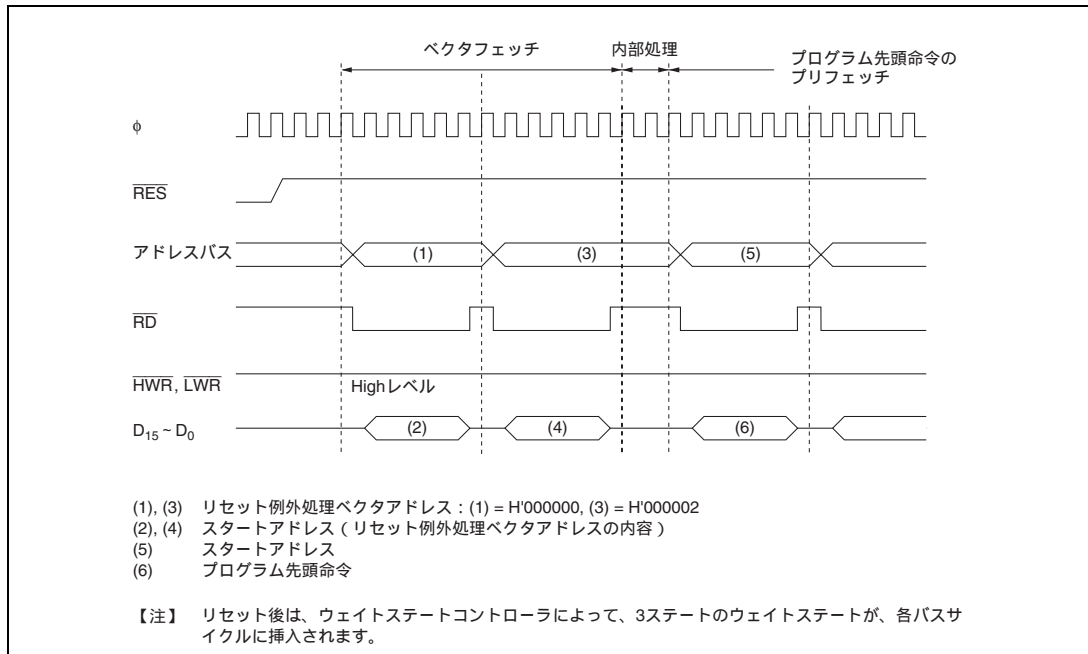 ベクタフェッチ
内部処理
プログラム先頭命令の
プリフェッチ
φ
RES
アドレスバス
(1)
(3)
(5)
RD
HWR, LWR
Highレベル
D15 ~ D0
(2)
(4)
(6)
(1), (3) リセット例外処理ベクタアドレス：(1) = H'000000, (3) = H'000002
(2), (4) スタートアドレス ( リセット例外処理ベクタアドレスの内容 )
(5) スタートアドレス
(6) プログラム先頭命令
【注】 リセット後は、ウェイトステートコントローラによって、3ステートのウェイトステートが、各バスサ
イクルに挿入されます。